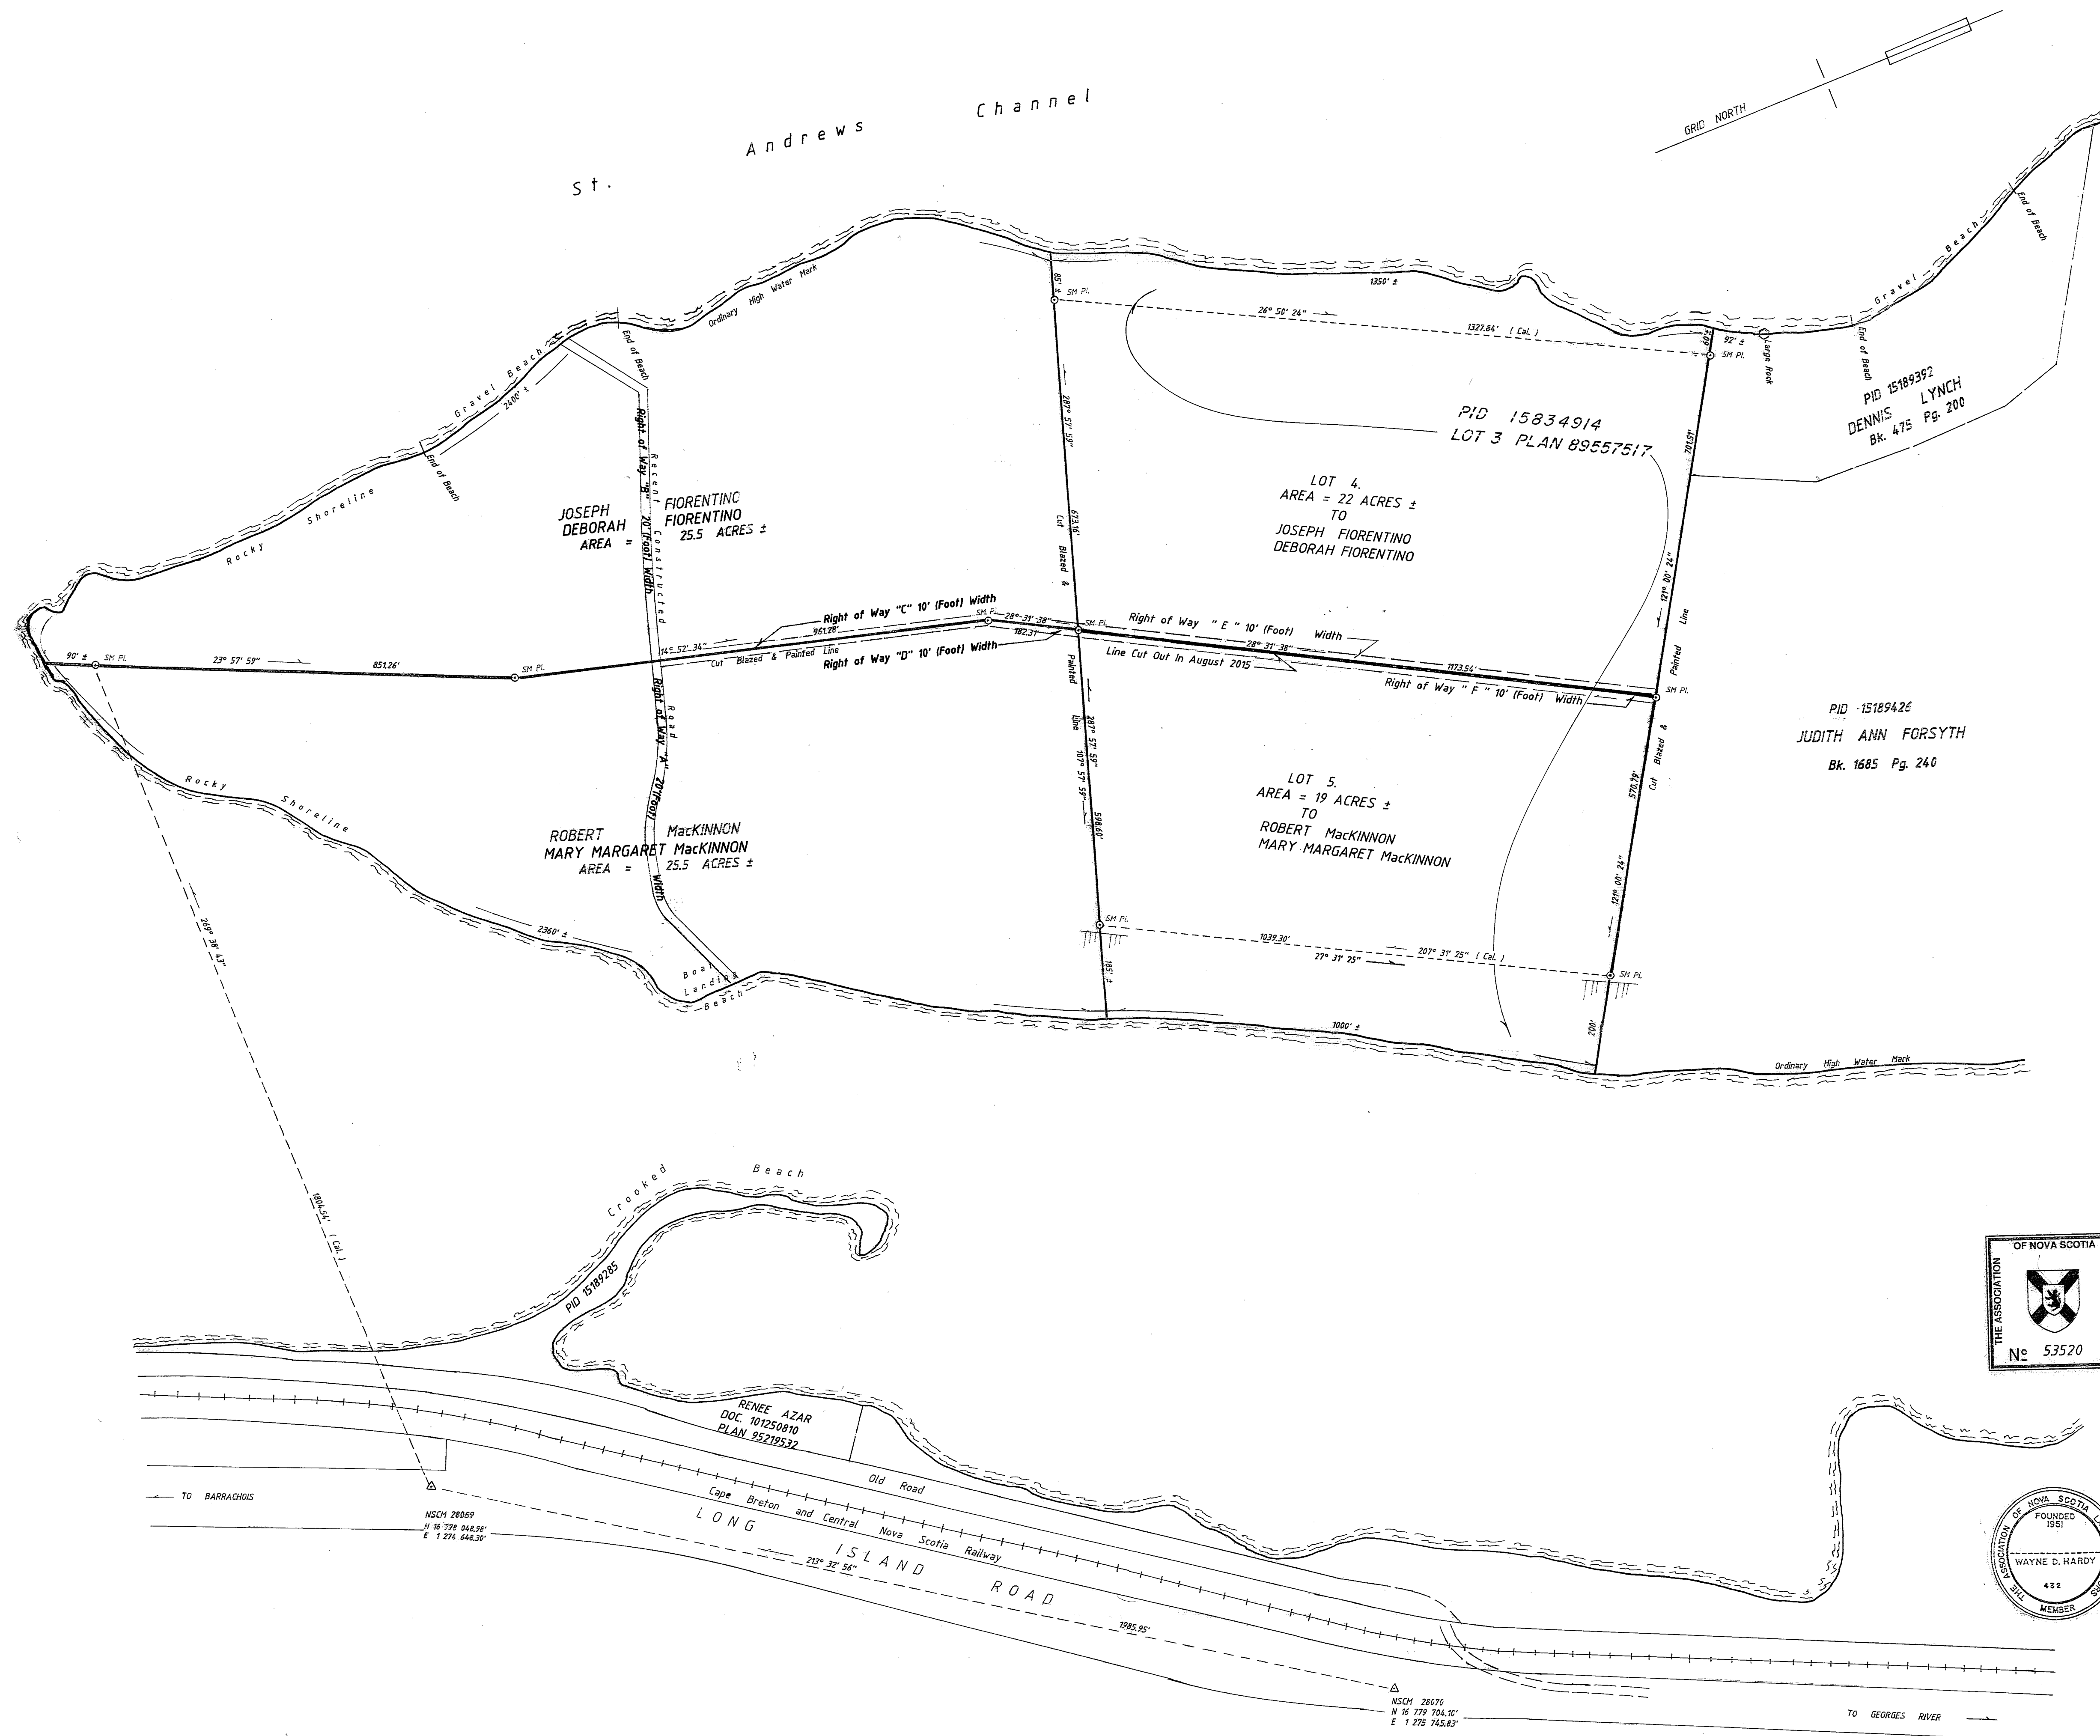 St. Andrews Channel
GRID NORTH
Gravel Beach
End of Beach
End of Beach
Large Rock
92' ±
60' ±
SM Pl.
PID 15189392
DENNIS LYNCH
Bk. 475 Pg. 200
Ordinary High Water Mark
1350' ±
85' ±
SM Pl.
26° 50' 24"
1327.84' ( Cal. )
PID 15834914
LOT 3 PLAN 89557517
701.51'
121° 00' 24"
Painted Line
Cut Blazed &
LOT 4.
AREA = 22 ACRES ±
TO
JOSEPH FIORENTINO
DEBORAH FIORENTINO
287° 57' 59"
673.16'
Cut Blazed &
Painted Line
End of Beach
Gravel Beach
2400' ±
End of Beach
Rocky Shoreline
Right of Way "B" 20' (Foot) Width
Recent Constructed
Road
JOSEPH FIORENTINO
DEBORAH FIORENTINO
AREA = 25.5 ACRES ±
90' ±
SM Pl.
23° 57' 59"
851.26'
SM Pl.
14° 52' 34"
961.28'
Cut Blazed & Painted Line
Right of Way "C" 10' (Foot) Width
Right of Way "D" 10' (Foot) Width
SM. Pl.
28° 31' 38"
182.31'
SM Pl.
Right of Way " E " 10' (Foot) Width
28° 31' 38"
1173.54'
Line Cut Out In August 2015
Right of Way " F " 10' (Foot) Width
SM Pl.
PID 15189426
JUDITH ANN FORSYTH
Bk. 1685 Pg. 240
Right of Way "A" 20'(Foot) Width
ROBERT MacKINNON
MARY MARGARET MacKINNON
AREA = 25.5 ACRES ±
Rocky Shoreline
2360' ±
Boat
Landing
Beach
287° 57' 59"
107° 57' 59"
598.60'
SM Pl.
185' ±
LOT 5.
AREA = 19 ACRES ±
TO
ROBERT MacKINNON
MARY MARGARET MacKINNON
570.79'
121° 00' 24"
1039.30'
207° 31' 25" ( Cal. )
27° 31' 25"
SM Pl.
200'
1000' ±
Ordinary High Water Mark
269° 38' 43"
1804.54' ( Cal. )
Crooked Beach
PID 15189285
RENEE AZAR
DOC. 101250810
PLAN 95219532
Old Road
Cape Breton and Central Nova Scotia Railway
LONG ISLAND ROAD
TO BARRACHOIS
NSCM 28069
N 16 778 048.98'
E 1 274 648.30'
213° 32' 56"
1985.95'
NSCM 28070
N 16 779 704.10'
E 1 275 745.83'
TO GEORGES RIVER
THE ASSOCIATION
OF NOVA SCOTIA
Nº 53520
THE ASSOCIATION OF NOVA SCOTIA
FOUNDED
1951
WAYNE D. HARDY
432
MEMBER